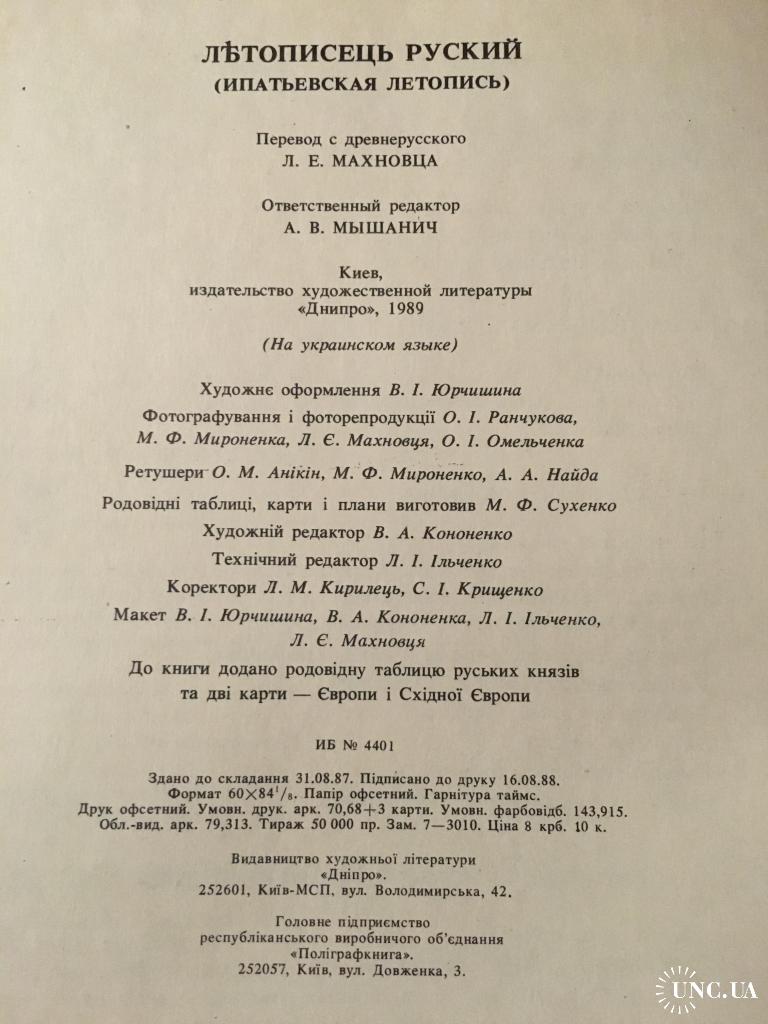 ЛѢТОПИСЕЦЬ РУСКИЙ
(ИПАТЬЕВСКАЯ ЛЕТОПИСЬ)
Перевод с древнерусского
Л. Е. МАХНОВЦА
Ответственный редактор
А. В. МЫШАНИЧ
Киев,
издательство художественной литературы
«Днипро», 1989
(На украинском языке)
Художнє оформлення В. І. Юрчишина
Фотографування і фоторепродукції О. І. Ранчукова,
М. Ф. Мироненка, Л. Є. Махновця, О. І. Омельченка
Ретушери О. М. Анікін, М. Ф. Мироненко, А. А. Найда
Родовідні таблиці, карти і плани виготовив М. Ф. Сухенко
Художній редактор В. А. Кононенко
Технічний редактор Л. І. Ільченко
Коректори Л. М. Кирилець, С. І. Крищенко
Макет В. І. Юрчишина, В. А. Кононенка, Л. І. Ільченко,
Л. Є. Махновця
До книги додано родовідну таблицю руських князів
та дві карти — Європи і Східної Європи
ИБ № 4401
Здано до складання 31.08.87. Підписано до друку 16.08.88.
Формат 60×84¹/₈. Папір офсетний. Гарнітура таймс.
Друк офсетний. Умовн. друк. арк. 70,68+3 карти. Умовн. фарбовідб. 143,915.
Обл.-вид. арк. 79,313. Тираж 50 000 пр. Зам. 7—3010. Ціна 8 крб. 10 к.
Видавництво художньої літератури
«Дніпро».
252601, Київ-МСП, вул. Володимирська, 42.
Головне підприємство
республіканського виробничого об’єднання
«Поліграфкнига».
252057, Київ, вул. Довженка, 3.
UNC.UA